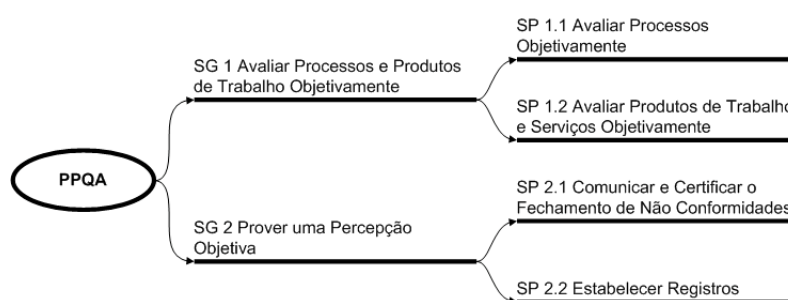 PPQA
SG 1 Avaliar Processos e Produtos
de Trabalho Objetivamente
SP 1.1 Avaliar Processos
Objetivamente
SP 1.2 Avaliar Produtos de Trabalho
e Serviços Objetivamente
SG 2 Prover uma Percepção
Objetiva
SP 2.1 Comunicar e Certificar o
Fechamento de Não Conformidades
SP 2.2 Estabelecer Registros